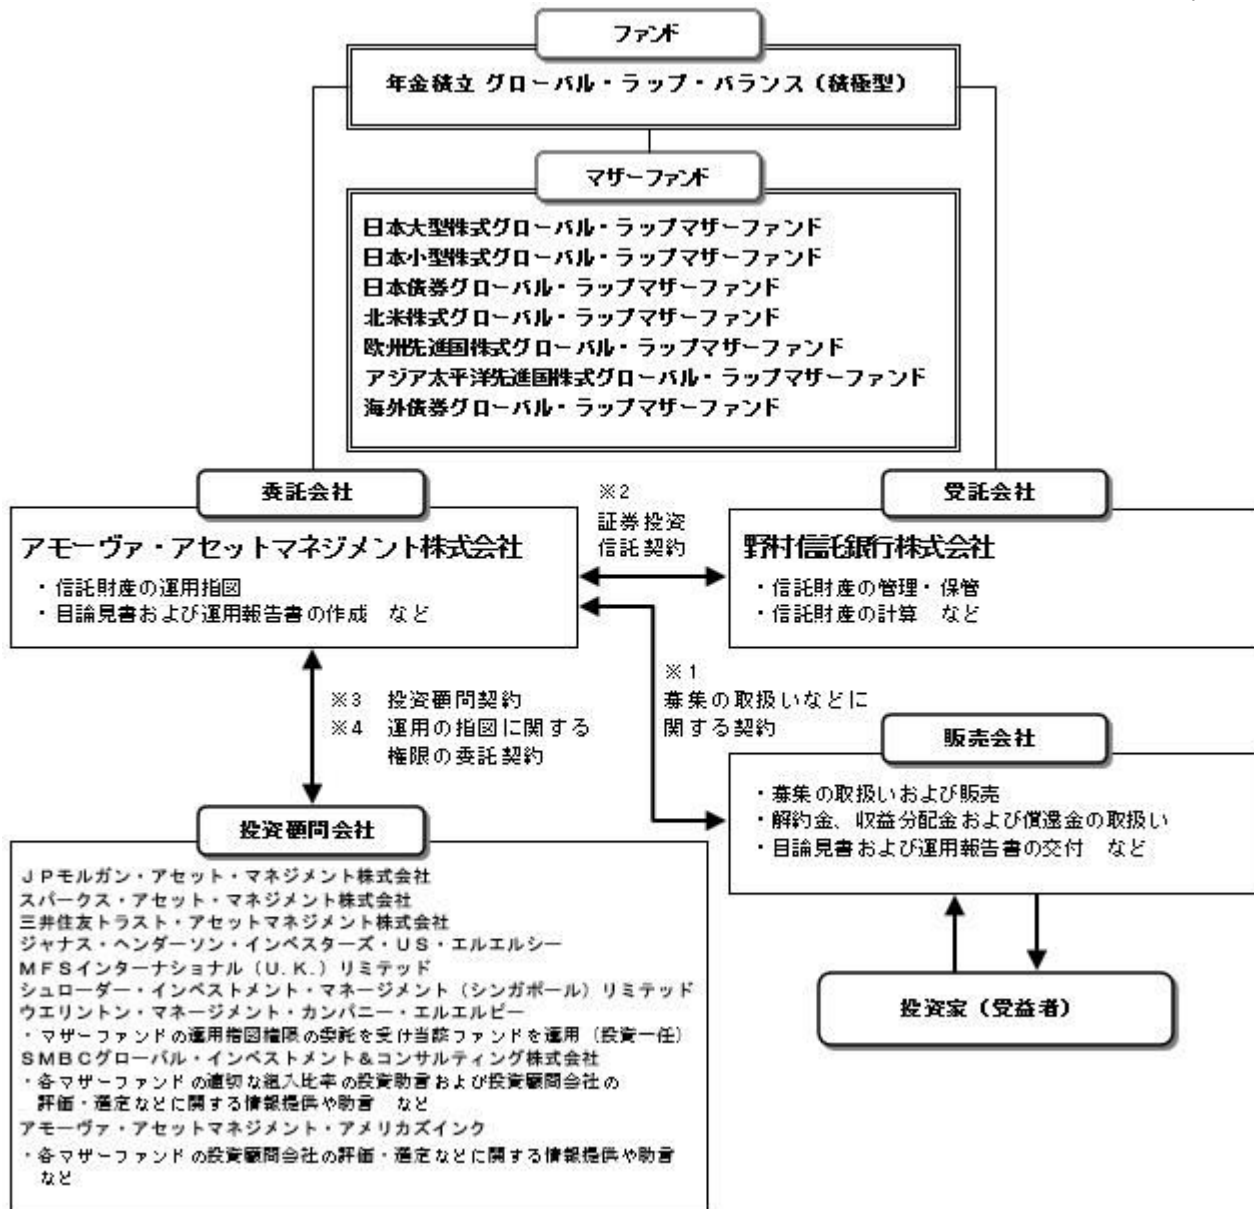 ファンド
年金積立 グローバル・ラップ・バランス（積極型）
マザーファンド
日本大型株式グローバル・ラップマザーファンド
日本小型株式グローバル・ラップマザーファンド
日本債券グローバル・ラップマザーファンド
北米株式グローバル・ラップマザーファンド
欧州先進国株式グローバル・ラップマザーファンド
アジア太平洋先進国株式グローバル・ラップマザーファンド
海外債券グローバル・ラップマザーファンド
委託会社
アモーヴァ・アセットマネジメント株式会社
・信託財産の運用指図
・目論見書および運用報告書の作成　など
※2
証券投資
信託契約
受託会社
野村信託銀行株式会社
・信託財産の管理・保管
・信託財産の計算　など
※1
募集の取扱いなどに
関する契約
※3　投資顧問契約
※4　運用の指図に関する
権限の委託契約
販売会社
・募集の取扱いおよび販売
・解約金、収益分配金および償還金の取扱い
・目論見書および運用報告書の交付　など
投資顧問会社
ＪＰモルガン・アセット・マネジメント株式会社
スパークス・アセット・マネジメント株式会社
三井住友トラスト・アセットマネジメント株式会社
ジャナス・ヘンダーソン・インベスターズ・ＵＳ・エルエルシー
ＭＦＳインターナショナル（Ｕ．Ｋ．）リミテッド
シュローダー・インベストメント・マネージメント（シンガポール）リミテッド
ウエリントン・マネージメント・カンパニー・エルエルピー
・マザーファンドの運用指図権限の委託を受け当該ファンドを運用（投資一任）
ＳＭＢＣグローバル・インベストメント＆コンサルティング株式会社
・各マザーファンドの適切な組入比率の投資助言および投資顧問会社の
評価・選定などに関する情報提供や助言　など
アモーヴァ・アセットマネジメント・アメリカズインク
・各マザーファンドの投資顧問会社の評価・選定などに関する情報提供や助言
など
投資家（受益者）